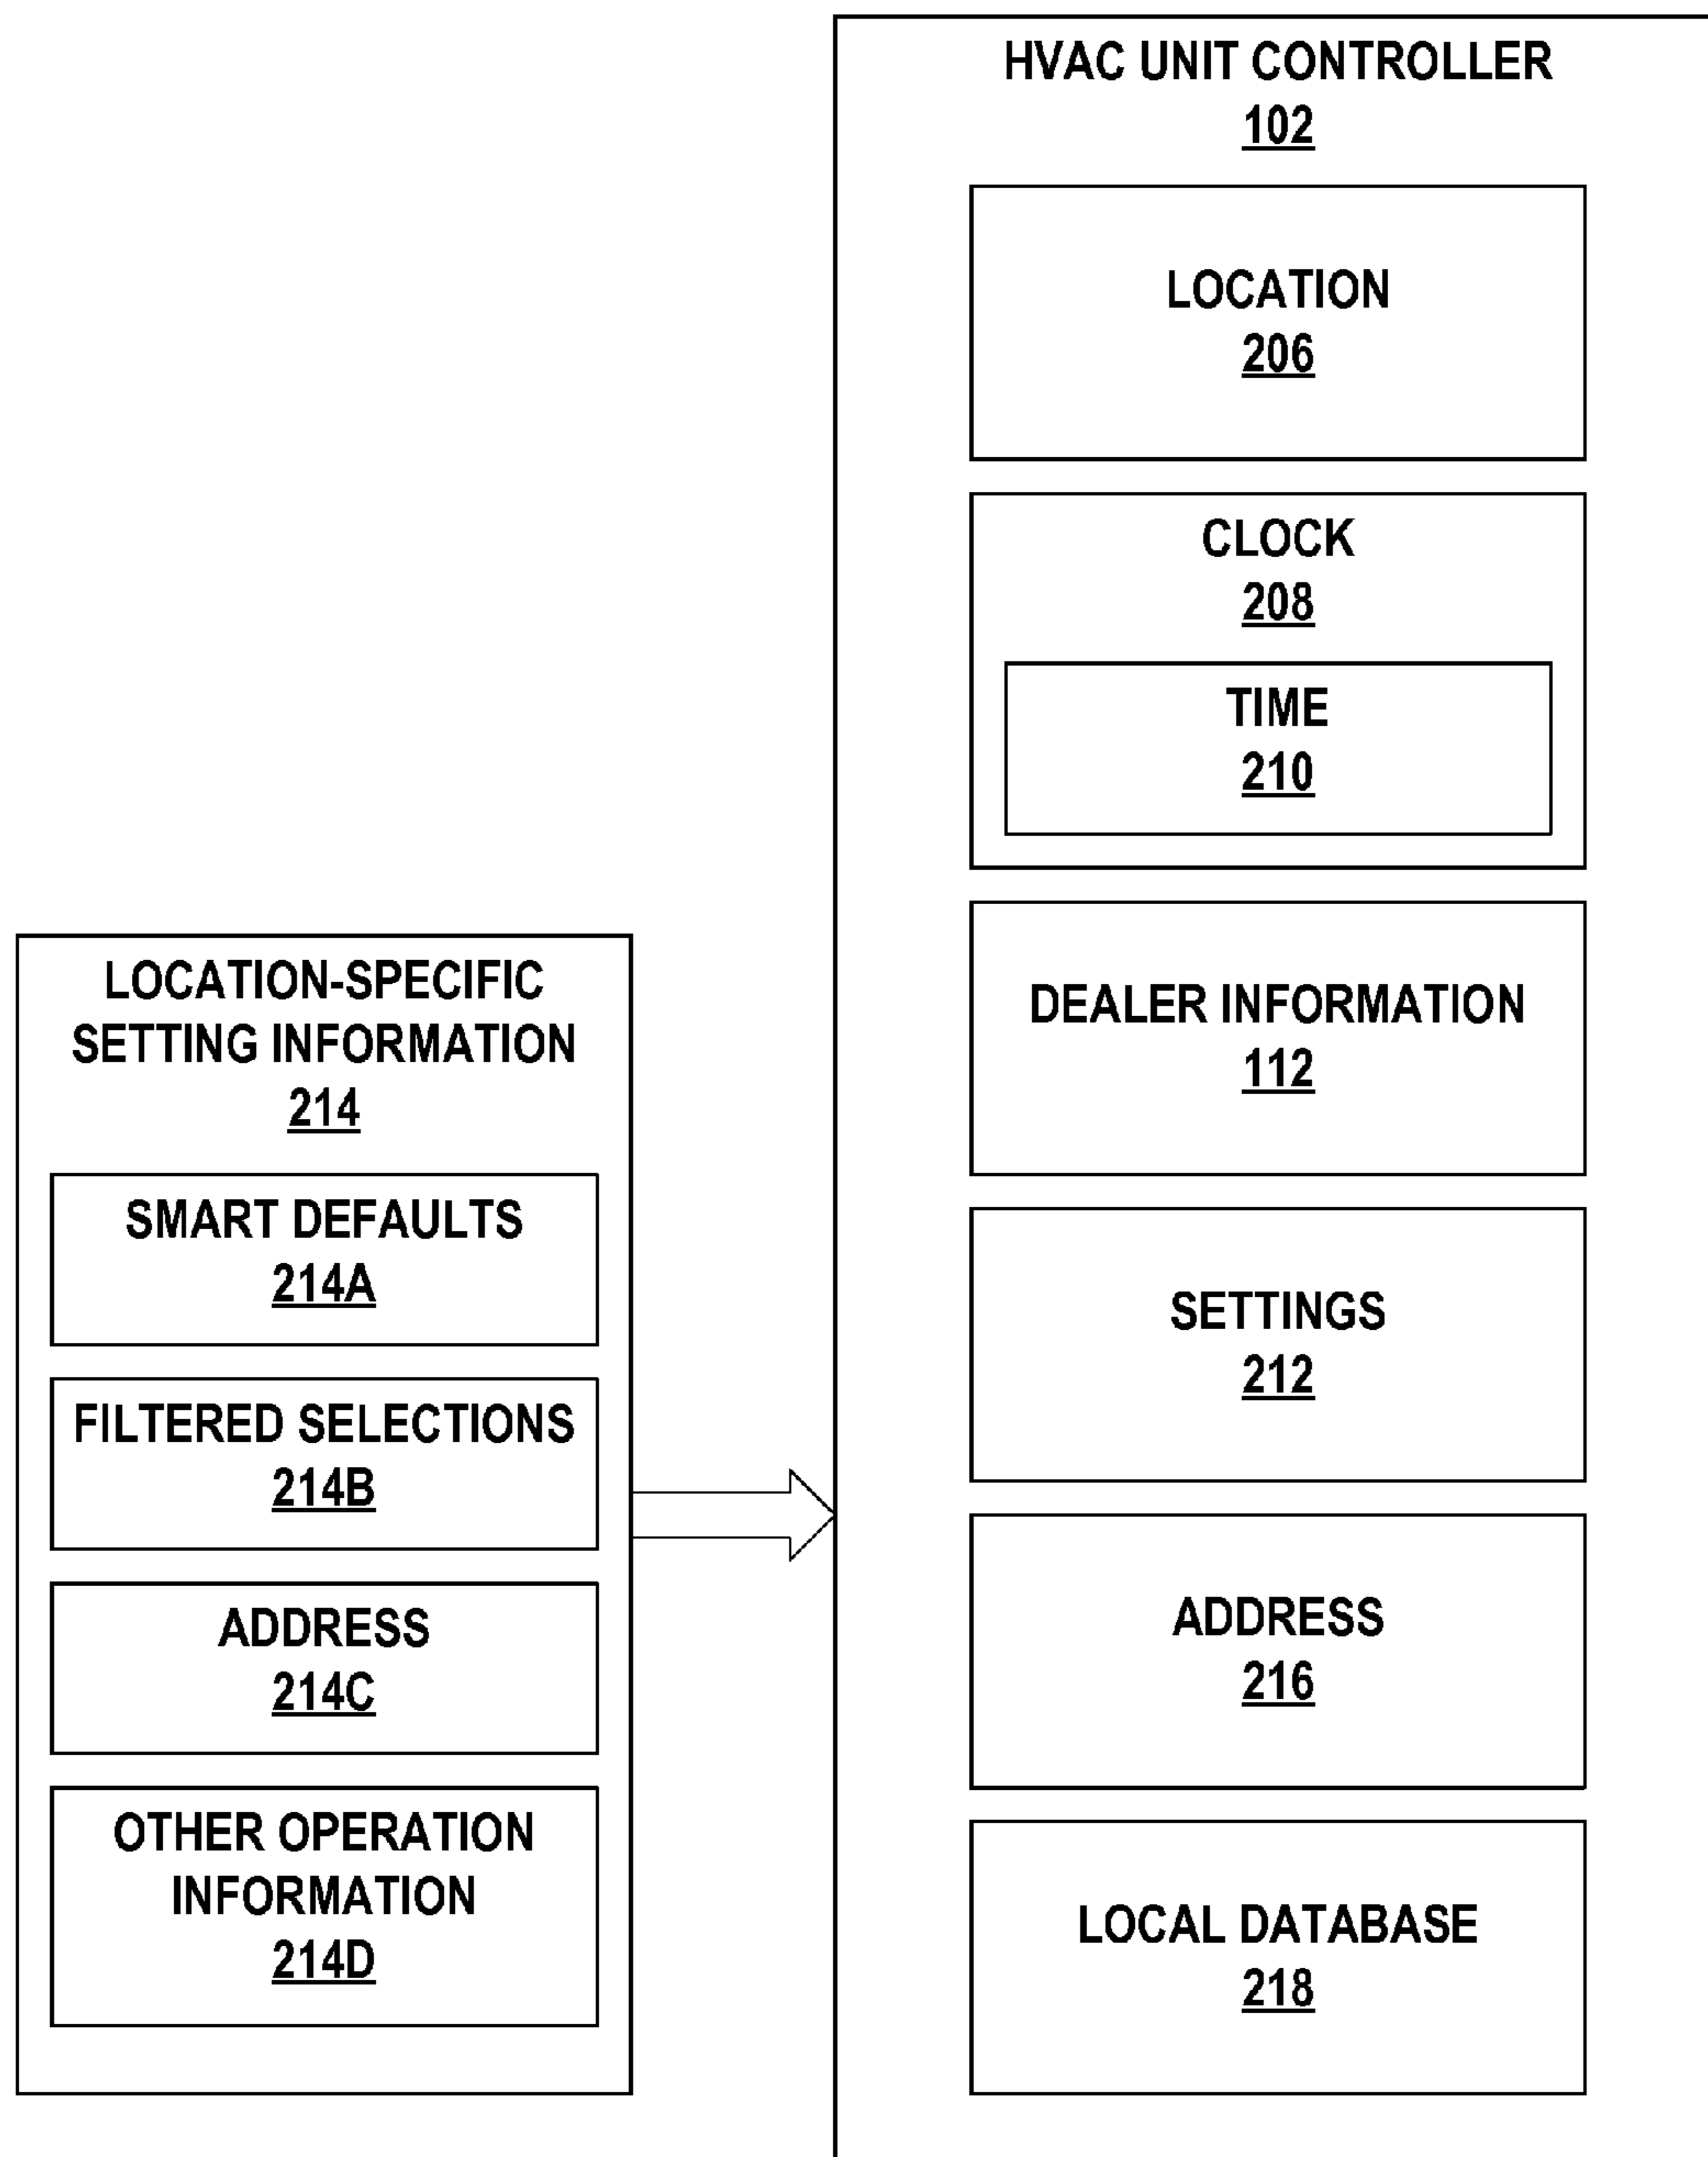 HVAC UNIT CONTROLLER
102
LOCATION
206
CLOCK
208
TIME
210
DEALER INFORMATION
112
SETTINGS
212
ADDRESS
216
LOCAL DATABASE
218
LOCATION-SPECIFIC
SETTING INFORMATION
214
SMART DEFAULTS
214A
FILTERED SELECTIONS
214B
ADDRESS
214C
OTHER OPERATION
INFORMATION
214D